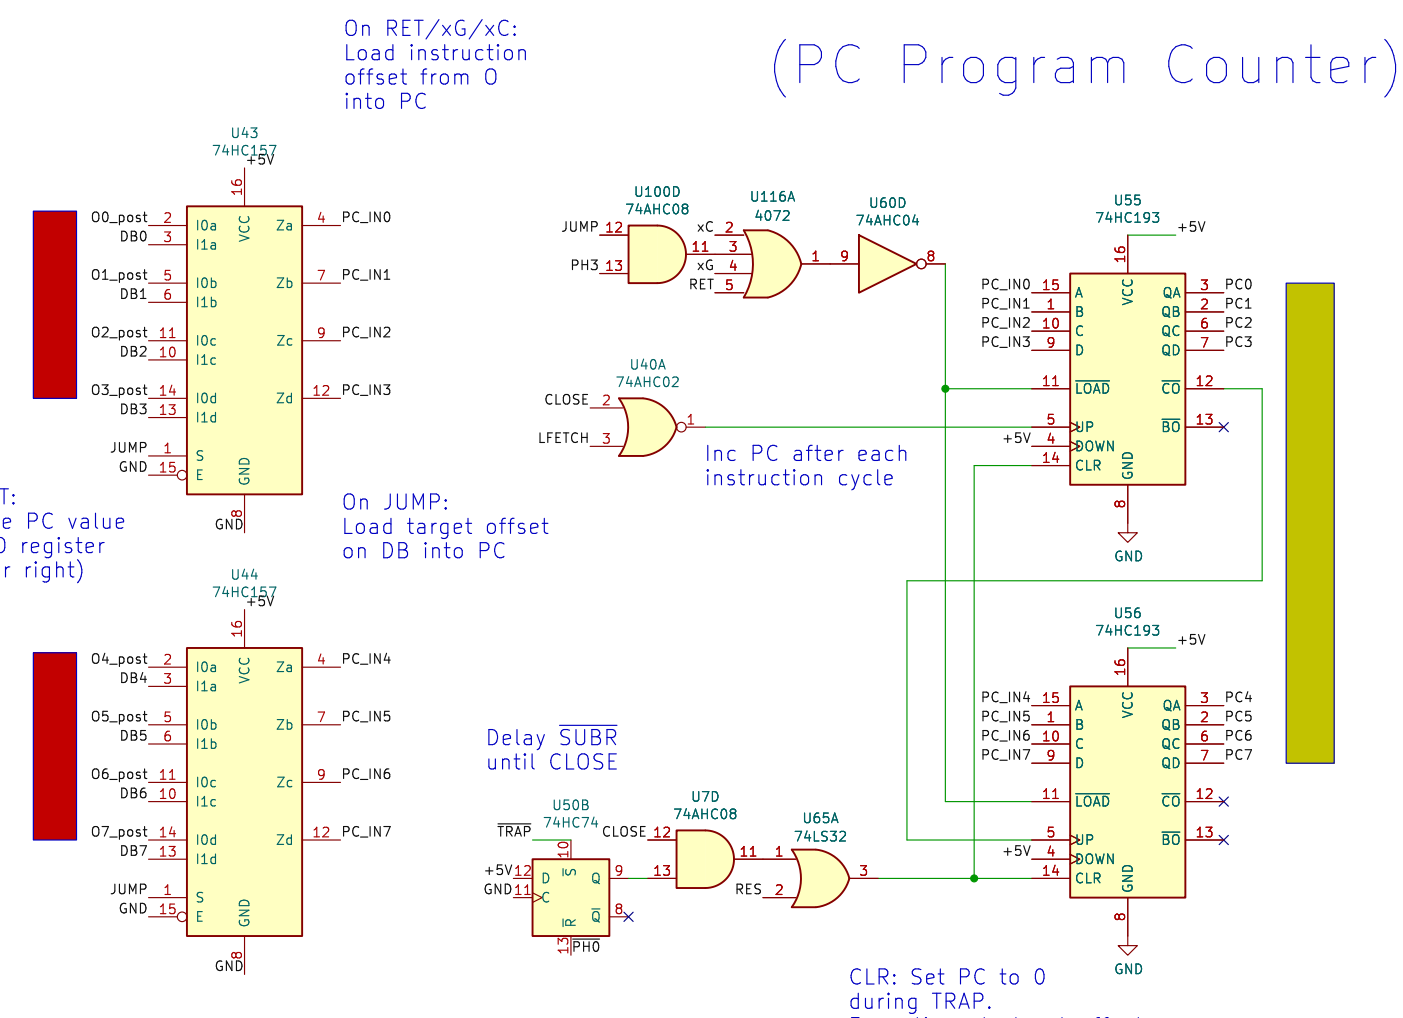 On RET/xG/xC:
Load instruction
offset from O
into PC
(PC Program Counter)
U43
74HC157
+5V
16
VCC
O0_post 2 I0a Za 4 PC_IN0
DB0 3 I1a
O1_post 5 I0b Zb 7 PC_IN1
DB1 6 I1b
O2_post 11 I0c Zc 9 PC_IN2
DB2 10 I1c
O3_post 14 I0d Zd 12 PC_IN3
DB3 13 I1d
JUMP 1 S
GND 15 E
GND
8
GND
U100D
74AHC08
JUMP 12
PH3 13
11
U116A
4072
xC 2
3
xG 4
RET 5
1
U60D
74AHC04
9
8
U55
74HC193
+5V
16
VCC
PC_IN0 15 A QA 3 PC0
PC_IN1 1 B QB 2 PC1
PC_IN2 10 C QC 6 PC2
PC_IN3 9 D QD 7 PC3
11 LOAD CO 12
5 UP BO 13
+5V 4 DOWN
14 CLR
GND
8
GND
U40A
74AHC02
CLOSE 2
LFETCH 3
1
Inc PC after each
instruction cycle
On JUMP:
Load target offset
on DB into PC
T:
e PC value
O register
r right)
U44
74HC157
+5V
16
VCC
O4_post 2 I0a Za 4 PC_IN4
DB4 3 I1a
O5_post 5 I0b Zb 7 PC_IN5
DB5 6 I1b
O6_post 11 I0c Zc 9 PC_IN6
DB6 10 I1c
O7_post 14 I0d Zd 12 PC_IN7
DB7 13 I1d
JUMP 1 S
GND 15 E
GND
8
GND
U56
74HC193
+5V
16
VCC
PC_IN4 15 A QA 3 PC4
PC_IN5 1 B QB 2 PC5
PC_IN6 10 C QC 6 PC6
PC_IN7 9 D QD 7 PC7
11 LOAD CO 12
5 UP BO 13
+5V 4 DOWN
14 CLR
GND
8
GND
Delay SUBR
until CLOSE
U50B
74HC74
TRAP
10
S
+5V 12 D Q 9
GND 11 C
R Q 8
13
PH0
U7D
74AHC08
CLOSE 12
13
11
U65A
74LS32
1
RES 2
3
CLR: Set PC to 0
during TRAP.